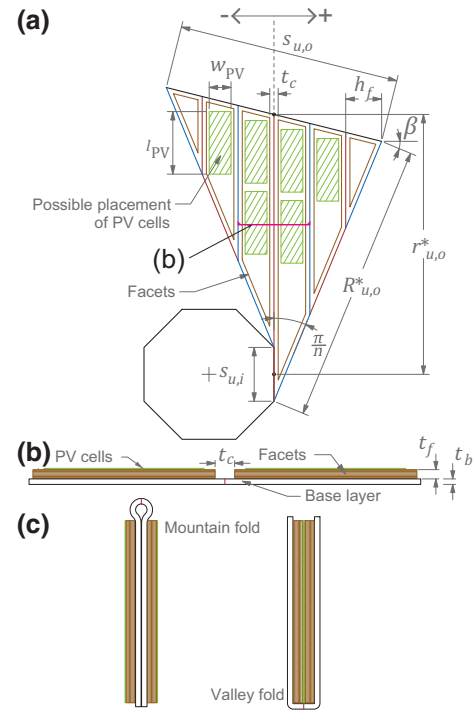 (a)
- +
s_{u,o}
w_{PV}
t_c
h_f
β
l_{PV}
Possible placement
of PV cells
(b)
r*_{u,o}
Facets
R*_{u,o}
π/n
+ s_{u,i}
(b)
PV cells
t_c
Facets
t_f
t_b
Base layer
(c)
Mountain fold
Valley fold